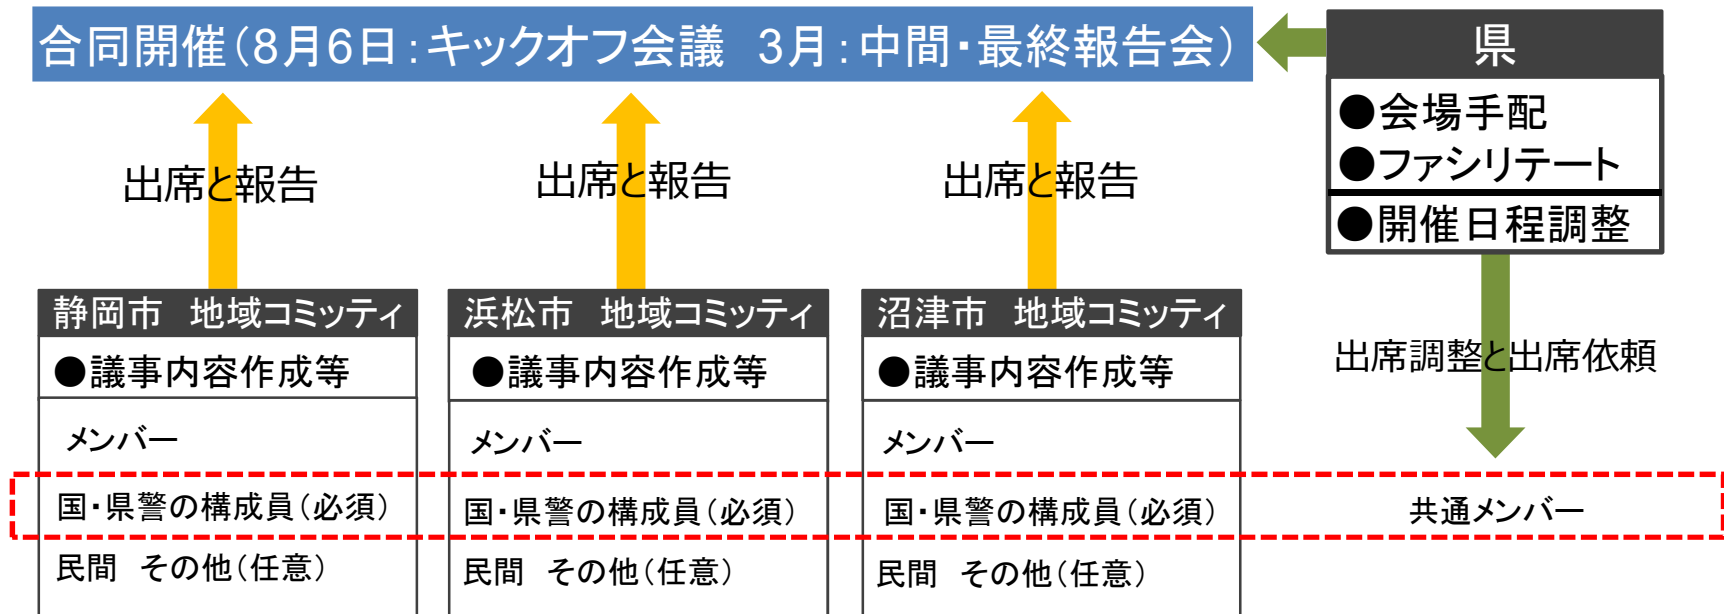 合同開催(8月6日:キックオフ会議　3月:中間・最終報告会)
県
●会場手配
●ファシリテート
●開催日程調整
出席と報告
出席と報告
出席と報告
出席調整と出席依頼
静岡市　地域コミッティ
●議事内容作成等
メンバー
国・県警の構成員(必須)
民間　その他(任意)
浜松市　地域コミッティ
●議事内容作成等
メンバー
国・県警の構成員(必須)
民間　その他(任意)
沼津市　地域コミッティ
●議事内容作成等
メンバー
国・県警の構成員(必須)
民間　その他(任意)
共通メンバー